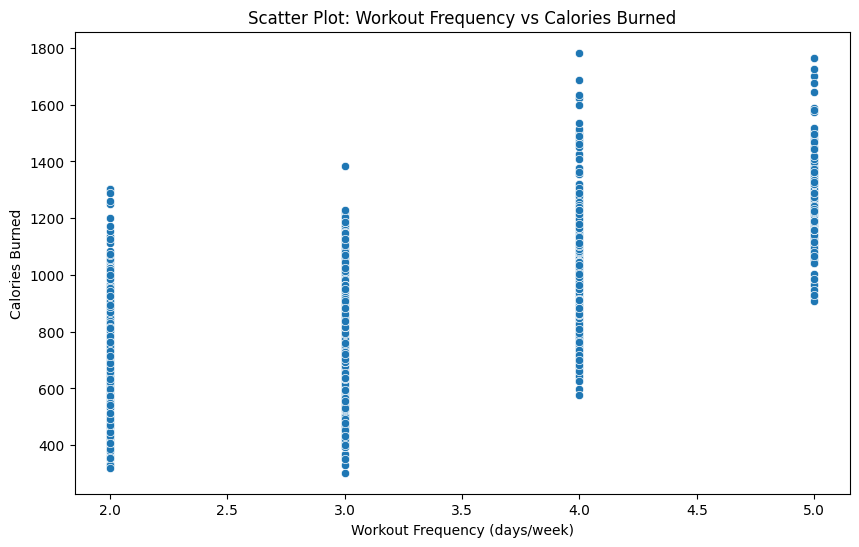 Scatter Plot: Workout Frequency vs Calories Burned
1800
1600
1400
1200
1000
800
600
400
Calories Burned
2.0 2.5 3.0 3.5 4.0 4.5 5.0
Workout Frequency (days/week)